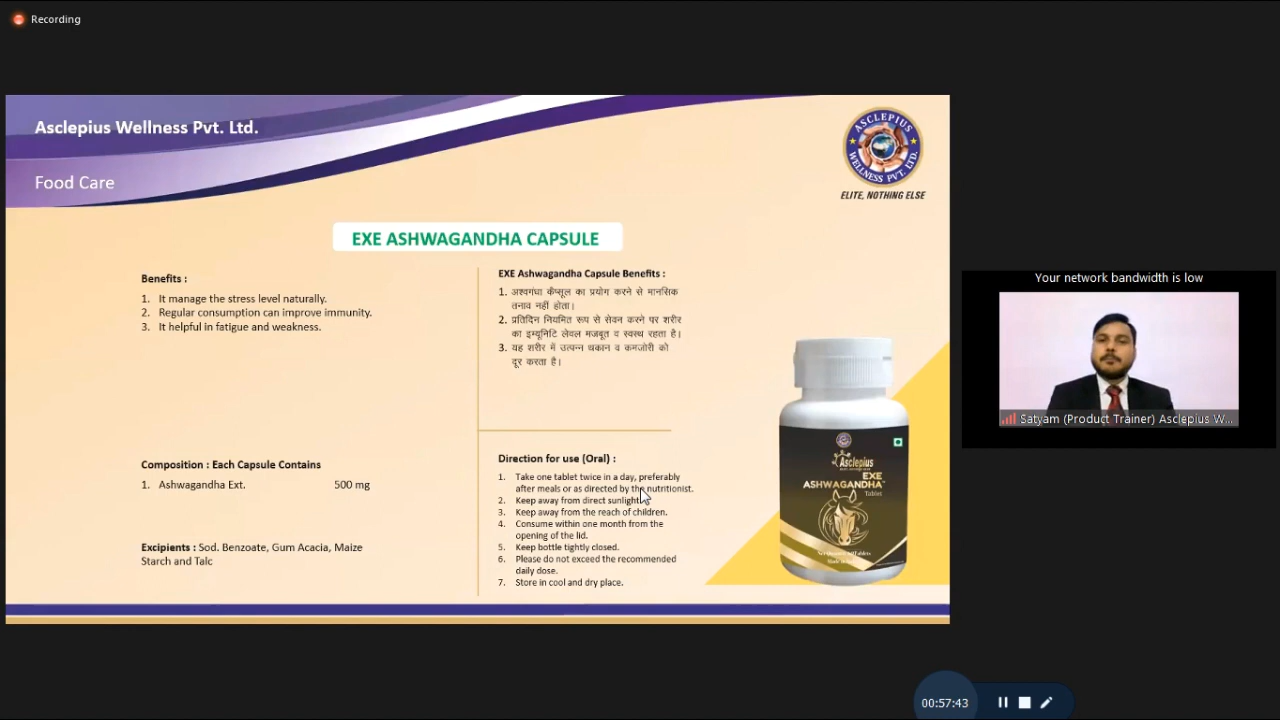 Recording
Asclepius Wellness Pvt. Ltd.
Food Care
ASCLEPIUS
WELLNESS PVT. LTD.
ELITE, NOTHING ELSE
EXE ASHWAGANDHA CAPSULE
Benefits :
1. It manage the stress level naturally.
2. Regular consumption can improve immunity.
3. It helpful in fatigue and weakness.
Composition : Each Capsule Contains
1. Ashwagandha Ext. 500 mg
Excipients : Sod. Benzoate, Gum Acacia, Maize
Starch and Talc
EXE Ashwagandha Capsule Benefits :
1. अश्वगंधा कैप्सूल का प्रयोग करने से मानसिक
तनाव नहीं होता।
2. प्रतिदिन नियमित रूप से सेवन करने पर शरीर
का इम्यूनिटि लेवल मजबूत व स्वस्थ रहता है।
3. यह शरीर में उत्पन्न थकान व कमजोरी को
दूर करता है।
Direction for use (Oral) :
1. Take one tablet twice in a day, preferably
after meals or as directed by the nutritionist.
2. Keep away from direct sunlight.
3. Keep away from the reach of children.
4. Consume within one month from the
opening of the lid.
5. Keep bottle tightly closed.
6. Please do not exceed the recommended
daily dose.
7. Store in cool and dry place.
Asclepius
EXE
ASHWAGANDHA
Tablet
Your network bandwidth is low
Satyam (Product Trainer) Asclepius W...
00:57:43